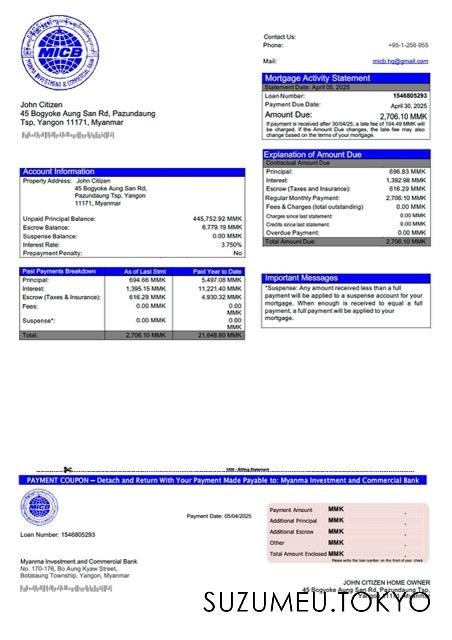 MYANMA INVESTMENT & COMMERCIAL BANK
MICB
Contact Us:
Phone: +95-1-256 955
Mail: micb.hq@gmail.com
Mortgage Activity Statement
Statement Date: April 05, 2025
Loan Number: 1546805293
Payment Due Date: April 30, 2025
Amount Due: 2,706.10 MMK
If payment is received after 30/04/25, a late fee of 104.49 MMK will
be charged. If the Amount Due changes, the late fee may also
change based on the terms of your mortgage.
John Citizen
45 Bogyoke Aung San Rd, Pazundaung
Tsp, Yangon 11171, Myanmar
Explanation of Amount Due
Contractual Amount Due
Principal: 696.83 MMK
Interest: 1,392.98 MMK
Escrow (Taxes and Insurance): 616.29 MMK
Regular Monthly Payment: 2,706.10 MMK
Fees & Charges (total outstanding) 0.00 MMK
Charges since last statement: 0.00 MMK
Credits since last statement: 0.00 MMK
Overdue Payment: 0.00 MMK
Total Amount Due: 2,706.10 MMK
Account Information
Property Address: John Citizen
45 Bogyoke Aung San Rd,
Pazundaung Tsp, Yangon
11171, Myanmar
Unpaid Principal Balance: 445,752.92 MMK
Escrow Balance: 6,779.19 MMK
Suspense Balance: 0.00 MMK
Interest Rate: 3.750%
Prepayment Penalty: No
Past Payments Breakdown As of Last Stmt Paid Year to Date
Principal: 694.66 MMK 5,497.08 MMK
Interest: 1,395.15 MMK 11,221.40 MMK
Escrow (Taxes & Insurance): 616.29 MMK 4,930.32 MMK
Fees: 0.00 MMK 0.00
MMK
Suspense*: 0.00 MMK 0.00
MMK
Total: 2,706.10 MMK 21,648.80 MMK
Important Messages
*Suspense: Any amount received less than a full
payment will be applied to a suspense account for your
mortgage. When enough is received to equal a full
payment, a full payment will be applied to your
mortgage.
1006 - Billing Statement
PAYMENT COUPON – Detach and Return With Your Payment Made Payable to: Myanma Investment and Commercial Bank
MICB
Payment Date: 05/04/2025
Loan Number: 1546805293
Payment Amount MMK .
Additional Principal MMK .
Additional Escrow MMK .
Other MMK .
Total Amount Enclosed MMK .
Please write the loan number on the front of your check
Myanma Investment and Commercial Bank
No. 170-176, Bo Aung Kyaw Street,
Botataung Township, Yangon, Myanmar
JOHN CITIZEN HOME OWNER
45 Bogyoke Aung San Rd, Pazundaung
SUZUMEU.TOKYO